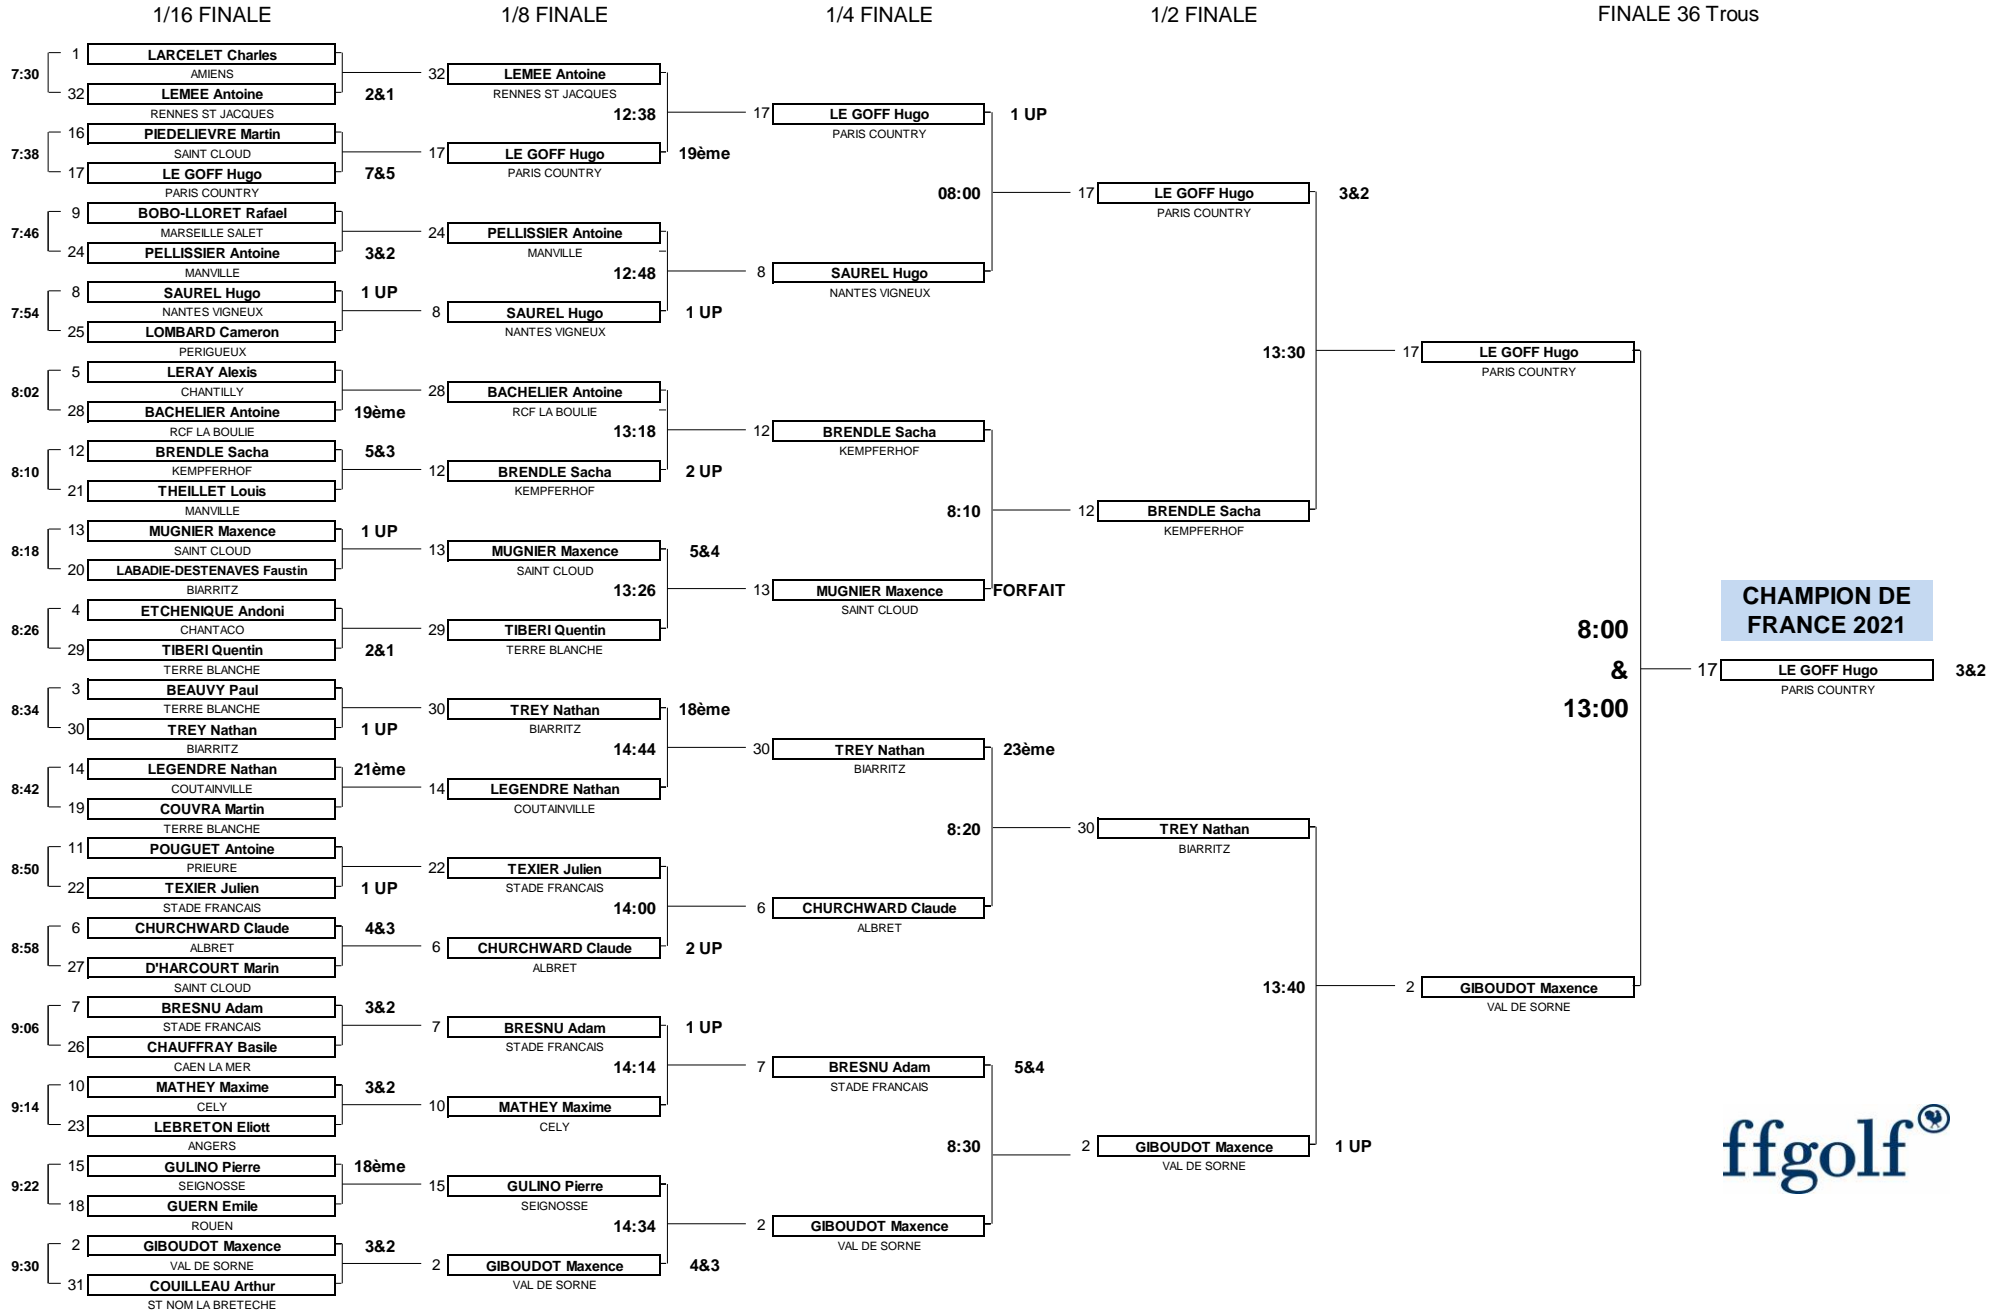 1/16 FINALE
1/8 FINALE
1/4 FINALE
1/2 FINALE
FINALE 36 Trous
7:30
1
LARCELET Charles
AMIENS
32
LEMEE Antoine
2&1
RENNES ST JACQUES
7:38
16
PIEDELIEVRE Martin
SAINT CLOUD
17
LE GOFF Hugo
7&5
PARIS COUNTRY
7:46
9
BOBO-LLORET Rafael
MARSEILLE SALET
24
PELLISSIER Antoine
3&2
MANVILLE
7:54
8
SAUREL Hugo
1 UP
NANTES VIGNEUX
25
LOMBARD Cameron
PERIGUEUX
8:02
5
LERAY Alexis
CHANTILLY
28
BACHELIER Antoine
19ème
RCF LA BOULIE
8:10
12
BRENDLE Sacha
5&3
KEMPFERHOF
21
THEILLET Louis
MANVILLE
8:18
13
MUGNIER Maxence
1 UP
SAINT CLOUD
20
LABADIE-DESTENAVES Faustin
BIARRITZ
8:26
4
ETCHENIQUE Andoni
CHANTACO
29
TIBERI Quentin
2&1
TERRE BLANCHE
8:34
3
BEAUVY Paul
TERRE BLANCHE
30
TREY Nathan
1 UP
BIARRITZ
8:42
14
LEGENDRE Nathan
21ème
COUTAINVILLE
19
COUVRA Martin
TERRE BLANCHE
8:50
11
POUGUET Antoine
PRIEURE
22
TEXIER Julien
1 UP
STADE FRANCAIS
8:58
6
CHURCHWARD Claude
4&3
ALBRET
27
D'HARCOURT Marin
SAINT CLOUD
9:06
7
BRESNU Adam
3&2
STADE FRANCAIS
26
CHAUFFRAY Basile
CAEN LA MER
9:14
10
MATHEY Maxime
3&2
CELY
23
LEBRETON Eliott
ANGERS
9:22
15
GULINO Pierre
18ème
SEIGNOSSE
18
GUERN Emile
ROUEN
9:30
2
GIBOUDOT Maxence
3&2
VAL DE SORNE
31
COUILLEAU Arthur
ST NOM LA BRETECHE
32
LEMEE Antoine
RENNES ST JACQUES
12:38
17
LE GOFF Hugo
19ème
PARIS COUNTRY
24
PELLISSIER Antoine
MANVILLE
12:48
8
SAUREL Hugo
1 UP
NANTES VIGNEUX
28
BACHELIER Antoine
RCF LA BOULIE
13:18
12
BRENDLE Sacha
2 UP
KEMPFERHOF
13
MUGNIER Maxence
5&4
SAINT CLOUD
13:26
29
TIBERI Quentin
TERRE BLANCHE
30
TREY Nathan
18ème
BIARRITZ
14:44
14
LEGENDRE Nathan
COUTAINVILLE
22
TEXIER Julien
STADE FRANCAIS
14:00
6
CHURCHWARD Claude
2 UP
ALBRET
7
BRESNU Adam
1 UP
STADE FRANCAIS
14:14
10
MATHEY Maxime
CELY
15
GULINO Pierre
SEIGNOSSE
14:34
2
GIBOUDOT Maxence
4&3
VAL DE SORNE
17
LE GOFF Hugo
1 UP
PARIS COUNTRY
08:00
8
SAUREL Hugo
NANTES VIGNEUX
12
BRENDLE Sacha
KEMPFERHOF
8:10
13
MUGNIER Maxence
FORFAIT
SAINT CLOUD
30
TREY Nathan
23ème
BIARRITZ
8:20
6
CHURCHWARD Claude
ALBRET
7
BRESNU Adam
5&4
STADE FRANCAIS
8:30
2
GIBOUDOT Maxence
VAL DE SORNE
17
LE GOFF Hugo
3&2
PARIS COUNTRY
13:30
12
BRENDLE Sacha
KEMPFERHOF
30
TREY Nathan
BIARRITZ
13:40
2
GIBOUDOT Maxence
1 UP
VAL DE SORNE
17
LE GOFF Hugo
PARIS COUNTRY
8:00
&
13:00
2
GIBOUDOT Maxence
VAL DE SORNE
CHAMPION DE
FRANCE 2021
17
LE GOFF Hugo
3&2
PARIS COUNTRY
ffgolf